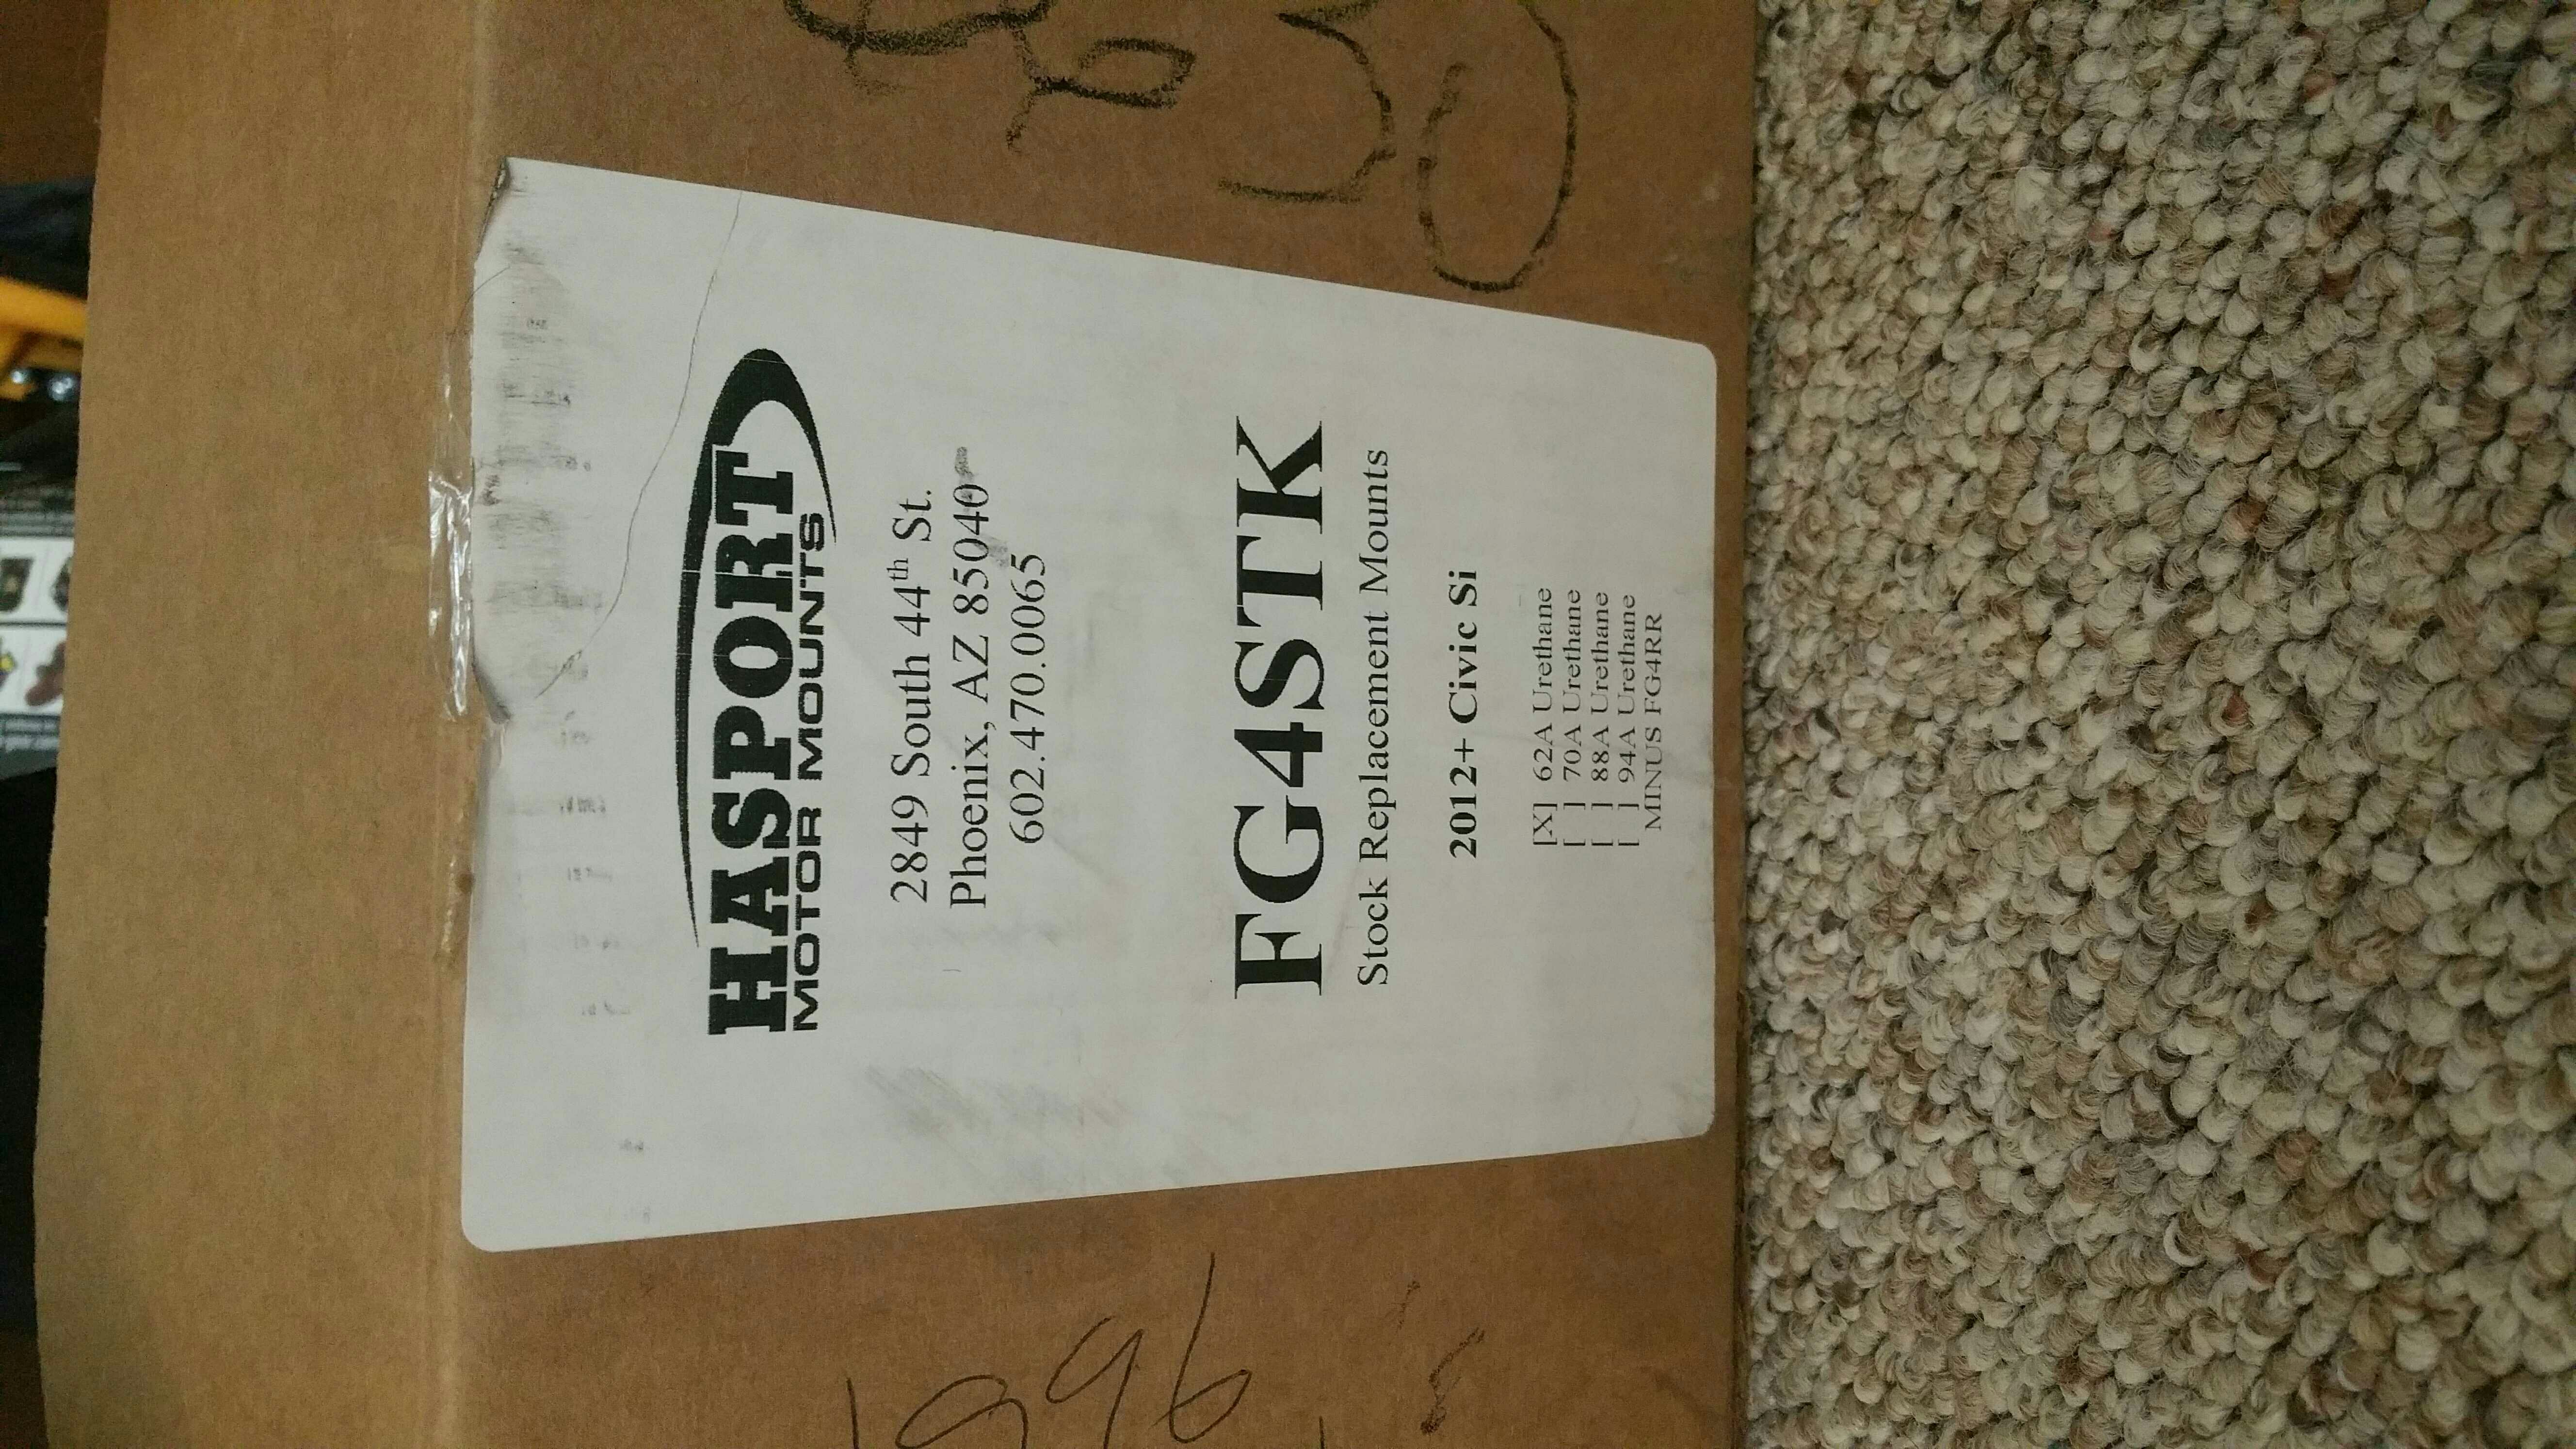 HASPORT
MOTOR MOUNTS
2849 South 44th St.
Phoenix, AZ 85040
602.470.0065
FG4STK
Stock Replacement Mounts
2012+ Civic Si
[X] 62A Urethane
[ ] 70A Urethane
[ ] 88A Urethane
[ ] 94A Urethane
MINUS FG4RR
1996